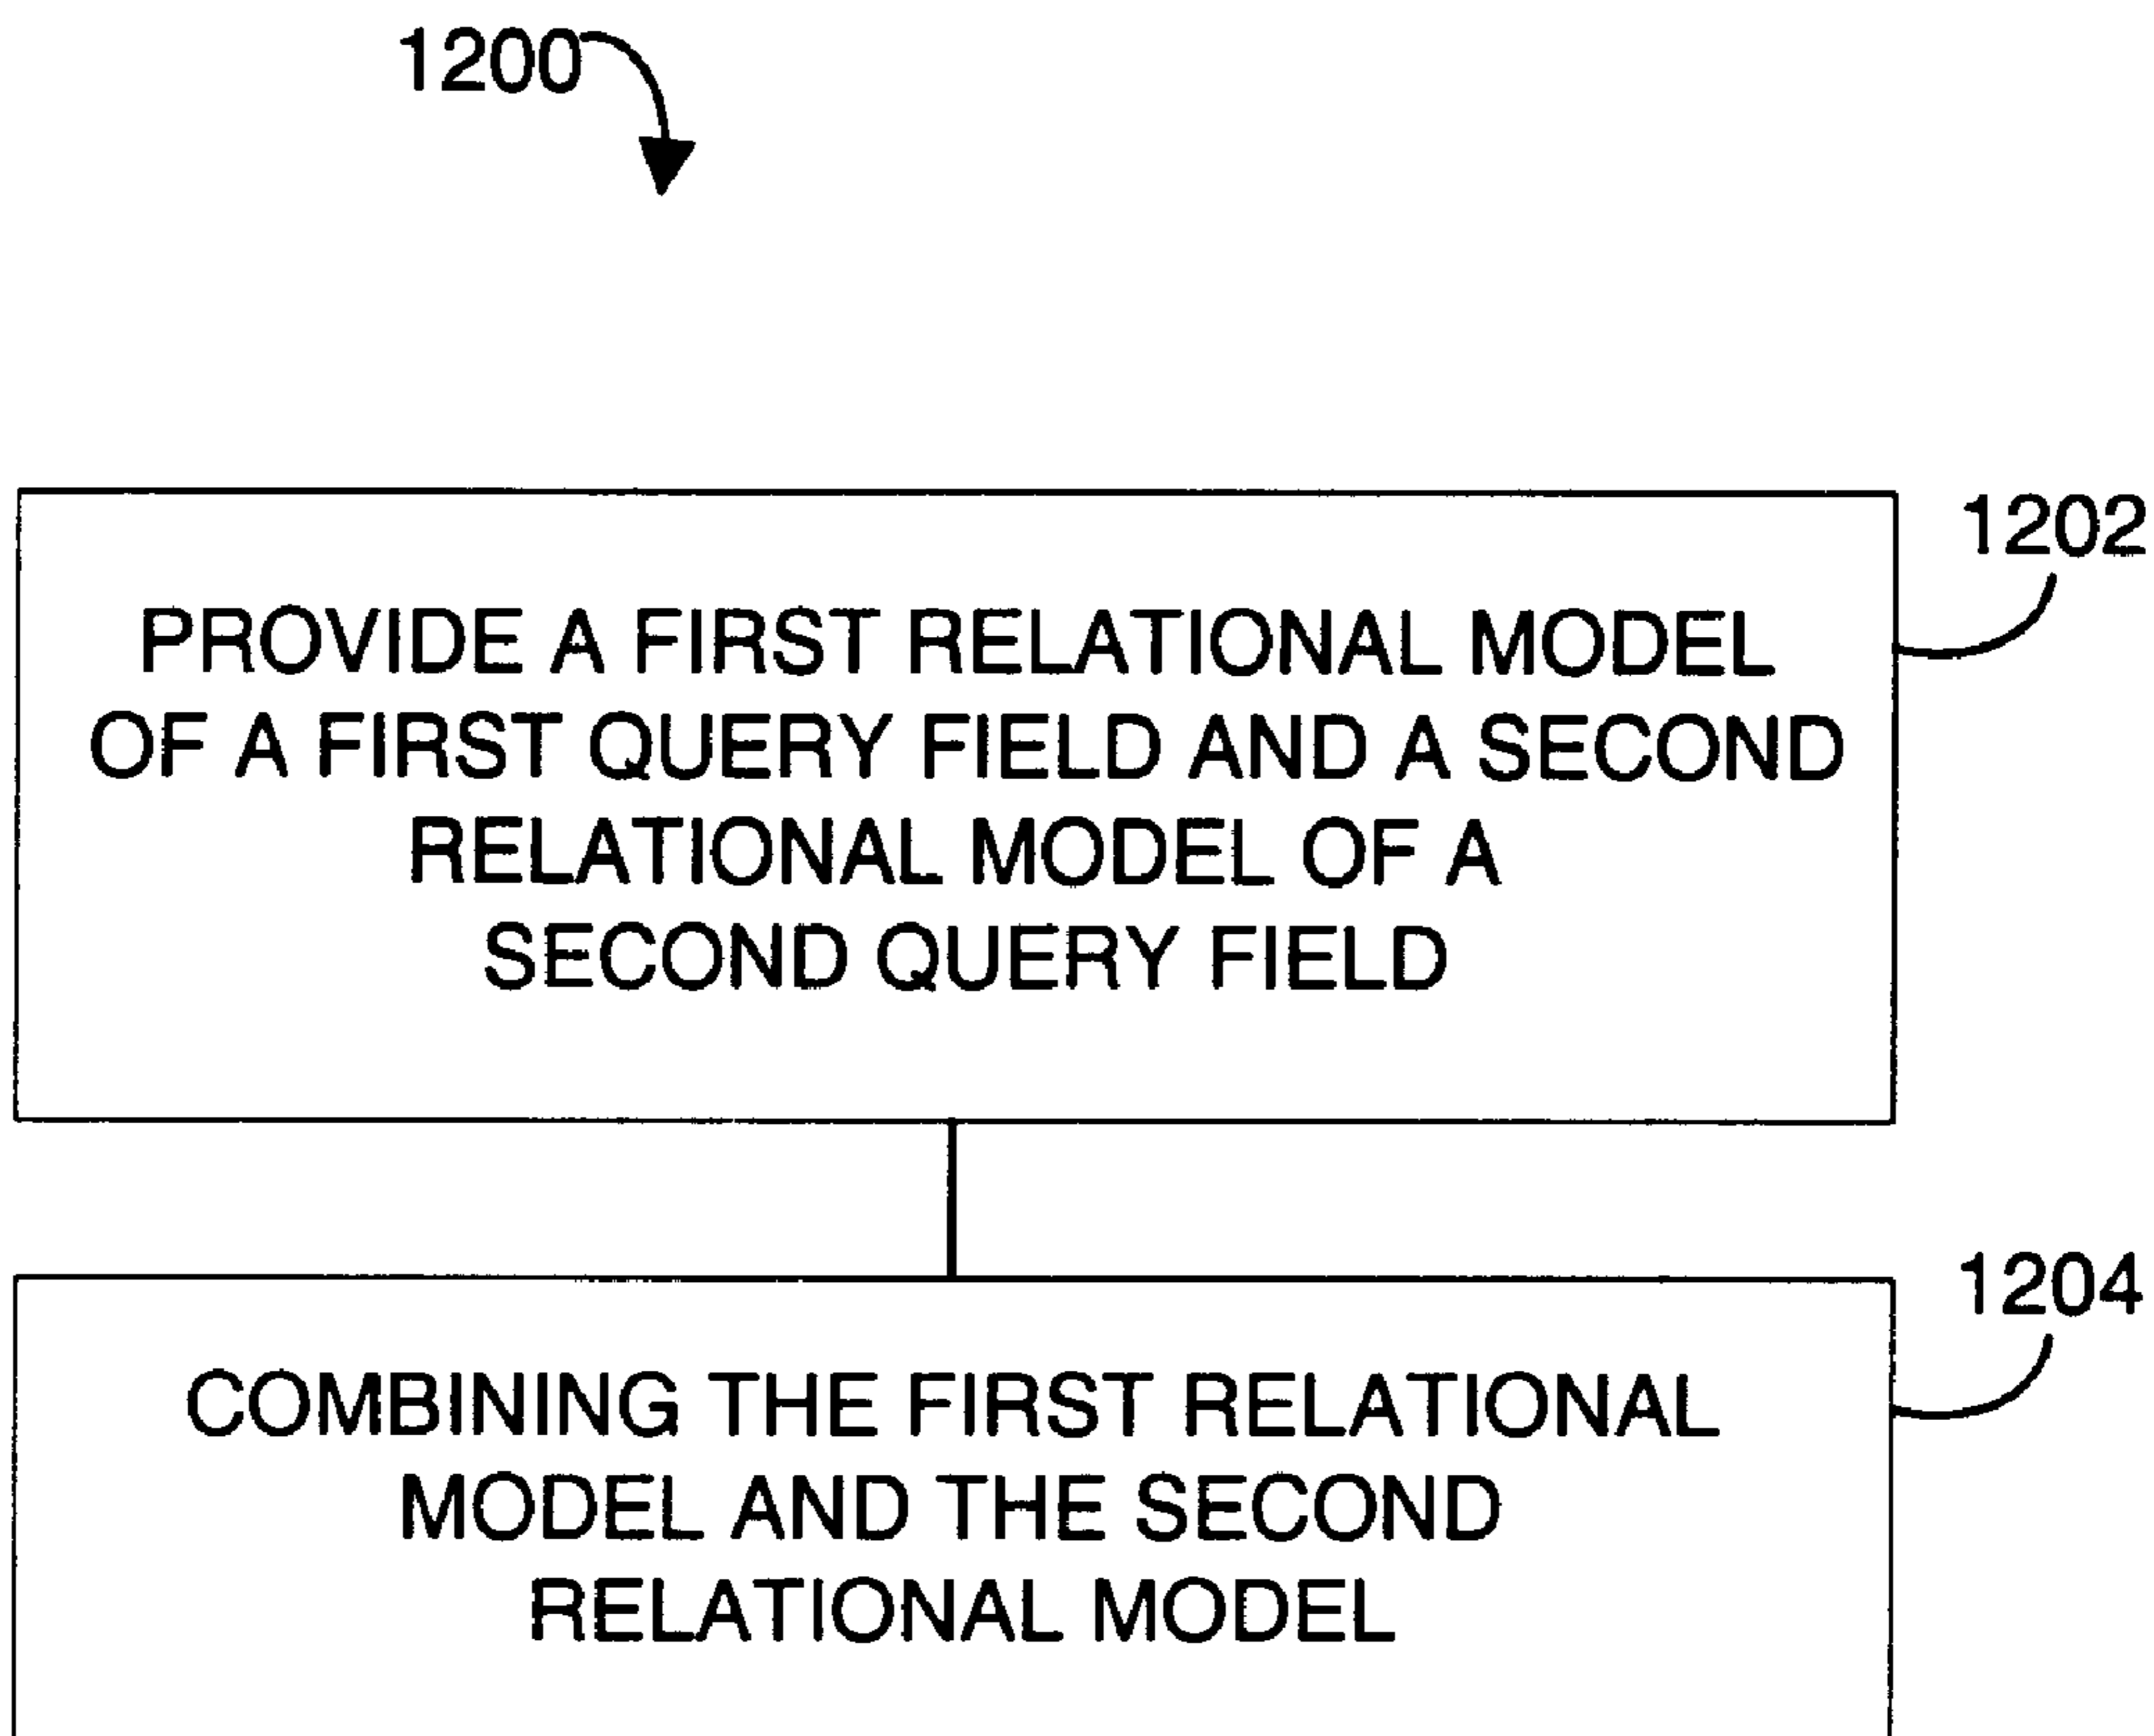 1200
1202
PROVIDE A FIRST RELATIONAL MODEL
OF A FIRST QUERY FIELD AND A SECOND
RELATIONAL MODEL OF A
SECOND QUERY FIELD
1204
COMBINING THE FIRST RELATIONAL
MODEL AND THE SECOND
RELATIONAL MODEL